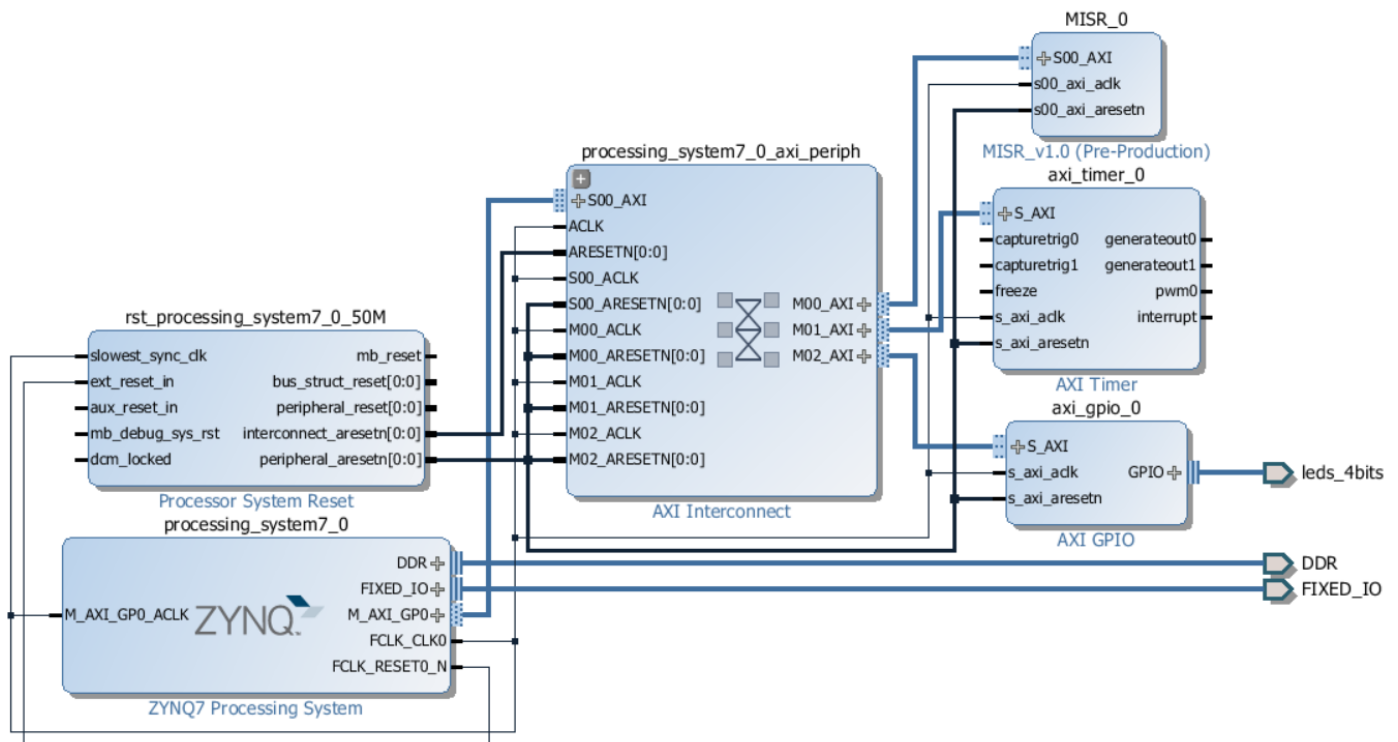 MISR_0
S00_AXI
s00_axi_aclk
s00_axi_aresetn
MISR_v1.0 (Pre-Production)
processing_system7_0_axi_periph
S00_AXI
ACLK
ARESETN[0:0]
S00_ACLK
S00_ARESETN[0:0]
M00_ACLK
M00_ARESETN[0:0]
M01_ACLK
M01_ARESETN[0:0]
M02_ACLK
M02_ARESETN[0:0]
M00_AXI
M01_AXI
M02_AXI
AXI Interconnect
axi_timer_0
S_AXI
capturetrig0
capturetrig1
freeze
s_axi_aclk
s_axi_aresetn
generateout0
generateout1
pwm0
interrupt
AXI Timer
axi_gpio_0
S_AXI
s_axi_aclk
s_axi_aresetn
GPIO
AXI GPIO
leds_4bits
DDR
FIXED_IO
rst_processing_system7_0_50M
slowest_sync_clk
ext_reset_in
aux_reset_in
mb_debug_sys_rst
dcm_locked
mb_reset
bus_struct_reset[0:0]
peripheral_reset[0:0]
interconnect_aresetn[0:0]
peripheral_aresetn[0:0]
Processor System Reset
processing_system7_0
M_AXI_GP0_ACLK
ZYNQ
DDR
FIXED_IO
M_AXI_GP0
FCLK_CLK0
FCLK_RESET0_N
ZYNQ7 Processing System